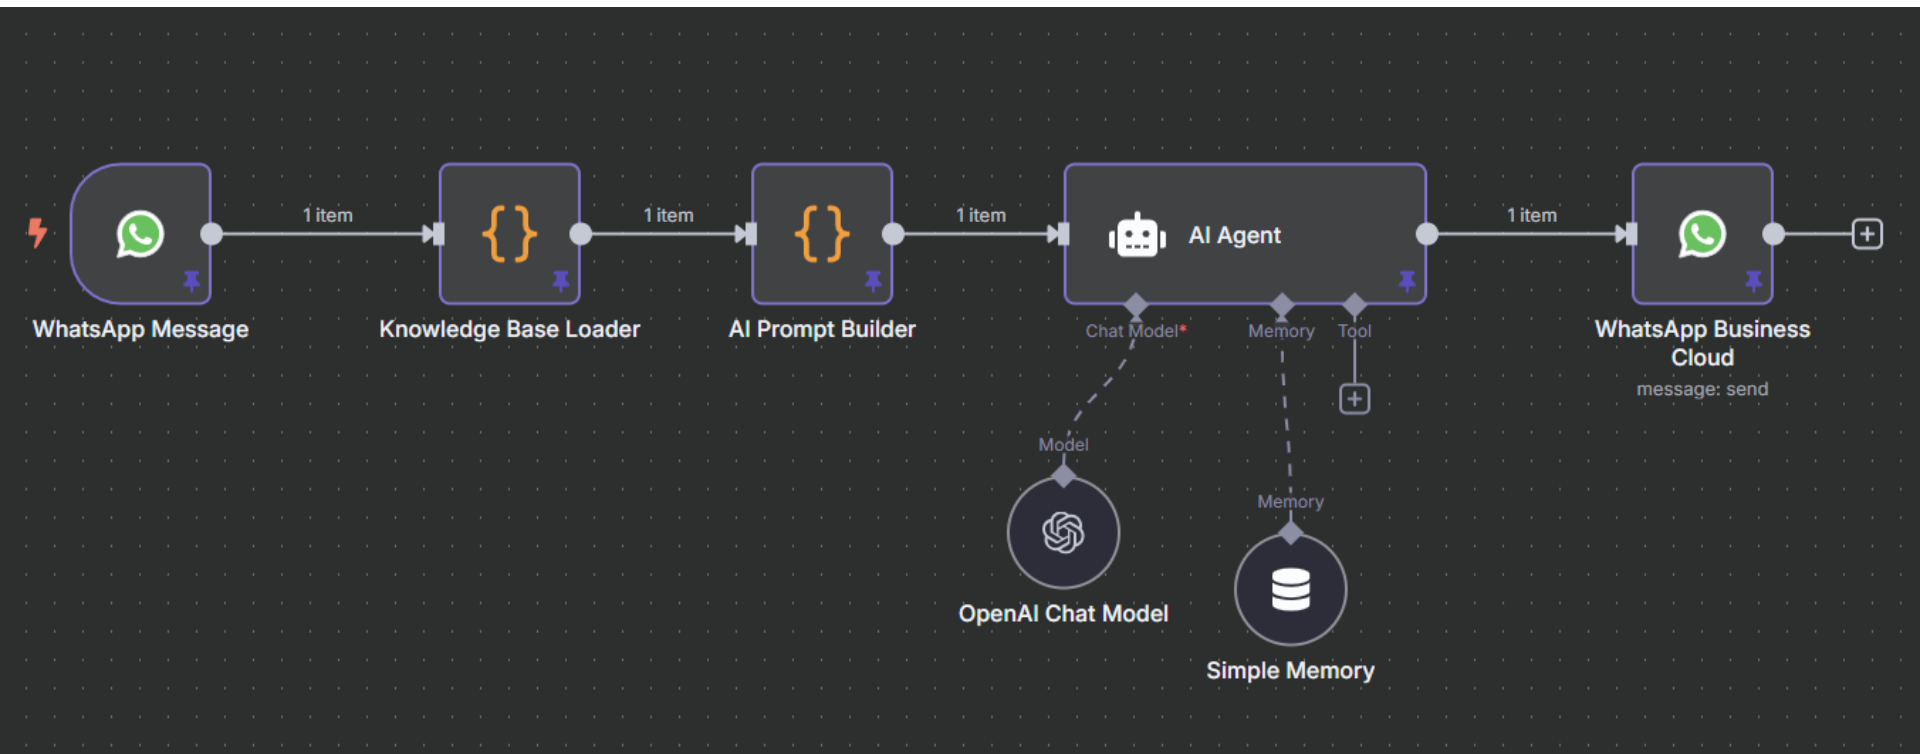 1 item
1 item
1 item
1 item
AI Agent
WhatsApp Message
Knowledge Base Loader
AI Prompt Builder
Chat Model*
Memory
Tool
WhatsApp Business
Cloud
message: send
Model
Memory
OpenAI Chat Model
Simple Memory